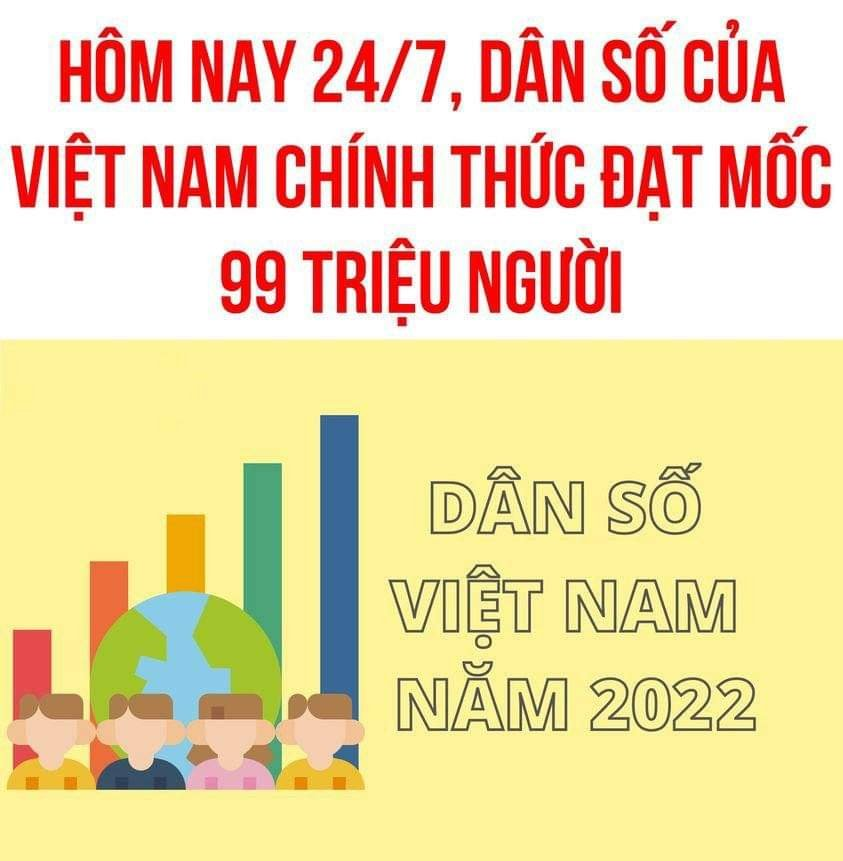 HÔM NAY 24/7, DÂN SỐ CỦA
VIỆT NAM CHÍNH THỨC ĐẠT MỐC
99 TRIỆU NGƯỜI
DÂN SỐ
VIỆT NAM
NĂM 2022